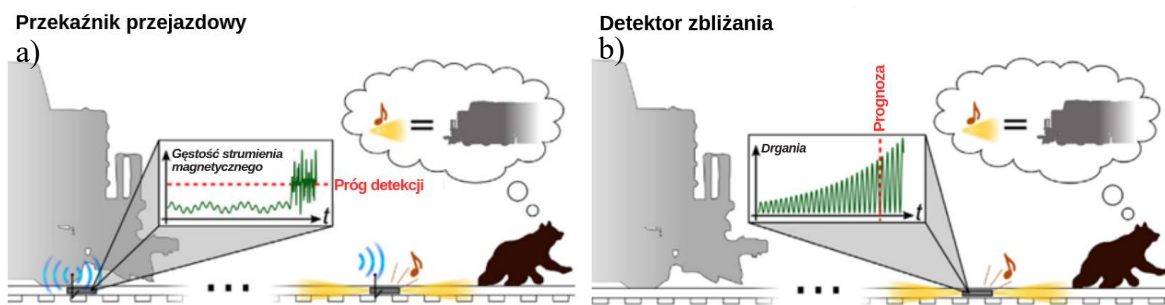 Przekaźnik przejazdowy
a)
Gęstość strumienia
magnetycznego
Próg detekcji
t
=
Detektor zbliżania
b)
Drgania
Prognoza
t
=